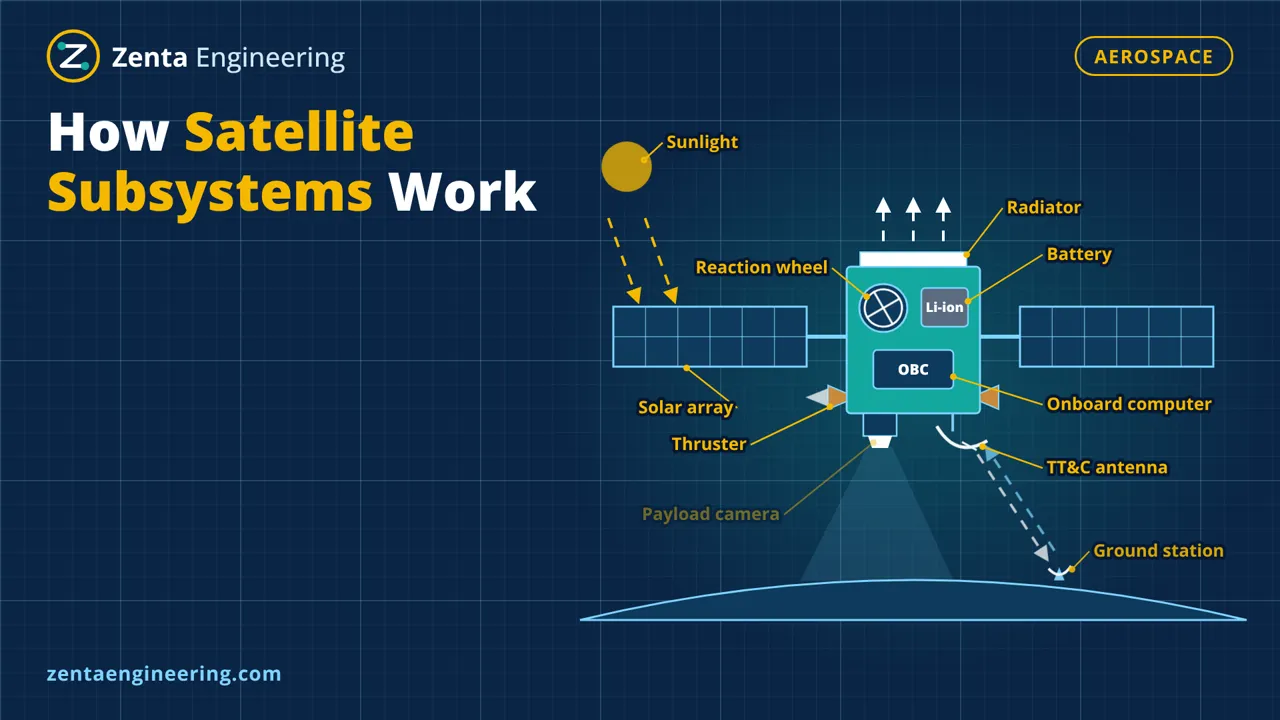 Zenta Engineering
AEROSPACE
How Satellite
Subsystems Work
Sunlight
Radiator
Battery
Reaction wheel
Li-ion
OBC
Solar array
Onboard computer
Thruster
TT&C antenna
Payload camera
Ground station
zentaengineering.com